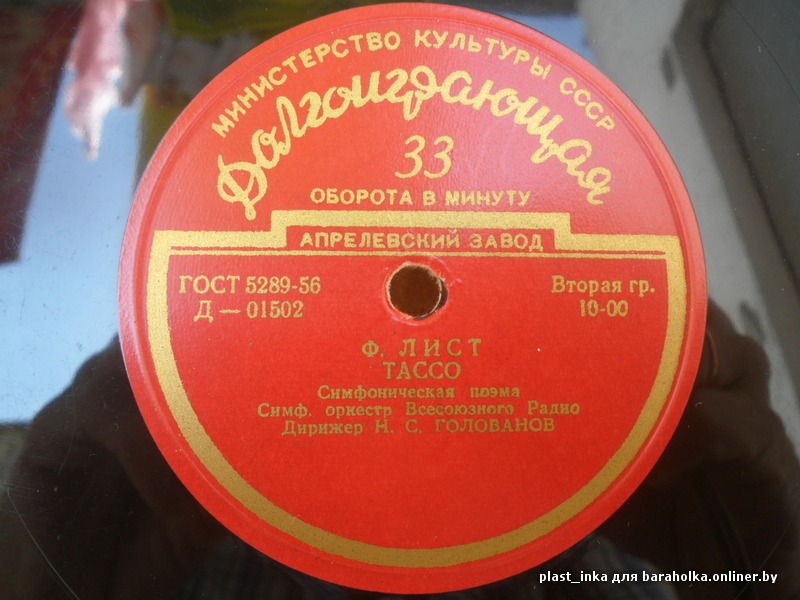 МИНИСТЕРСТВО КУЛЬТУРЫ СССР
Долгоиграющая
33
ОБОРОТА В МИНУТУ
АПРЕЛЕВСКИЙ ЗАВОД
ГОСТ 5289-56
Д — 01502
Вторая гр.
10-00
Ф. ЛИСТ
ТАССО
Симфоническая поэма
Симф. оркестр Всесоюзного Радио
Дирижер Н. С. ГОЛОВАНОВ
plast_inka для baraholka.onliner.by